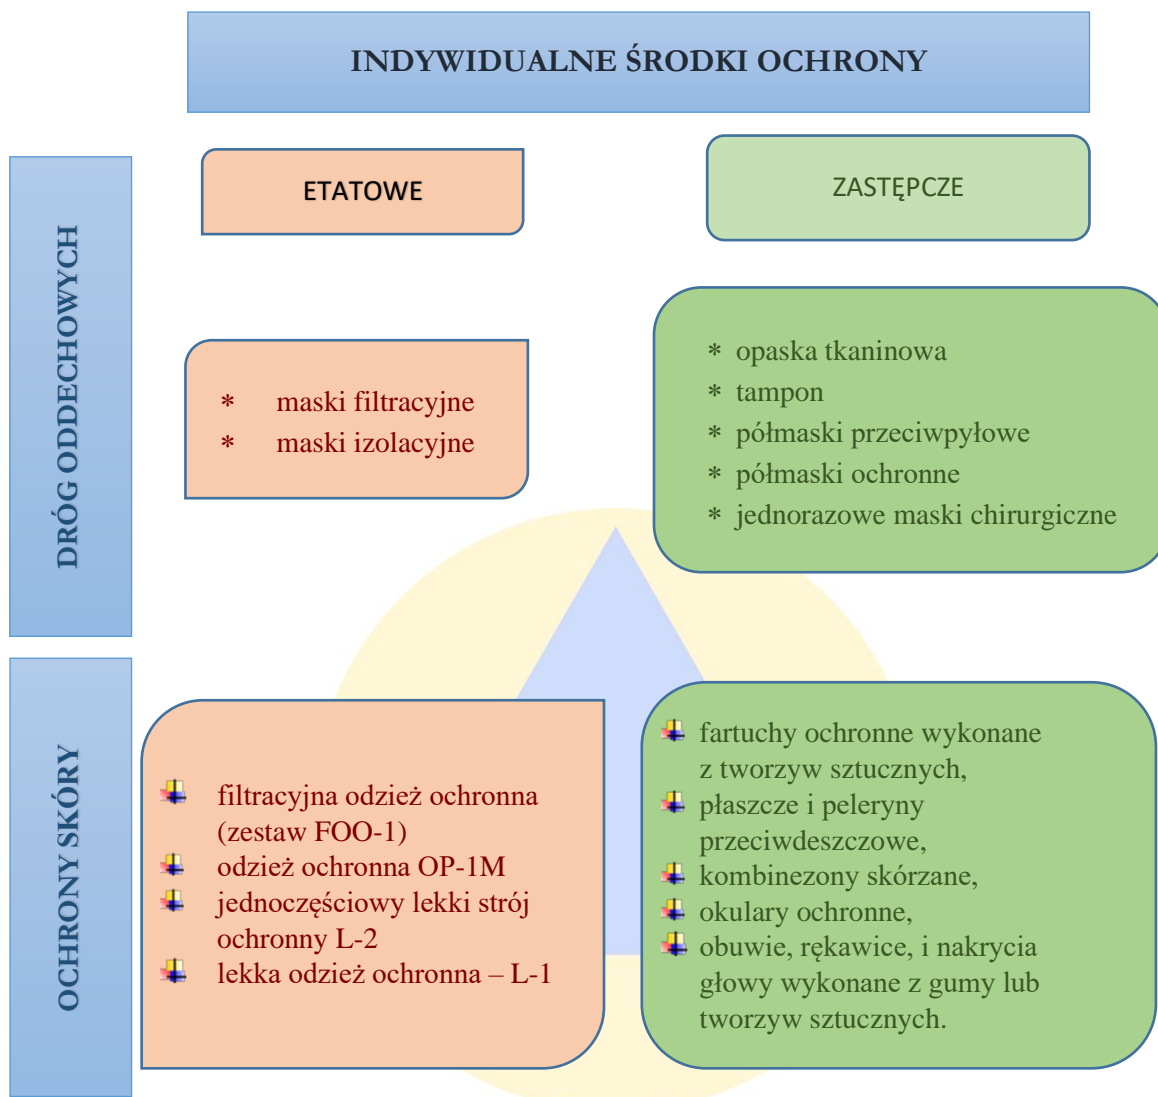 INDYWIDUALNE ŚRODKI OCHRONY
ETATOWE
ZASTĘPCZE
DRÓG ODDECHOWYCH
* maski filtracyjne
* maski izolacyjne
* opaska tkaninowa
* tampon
* półmaski przeciwpyłowe
* półmaski ochronne
* jednorazowe maski chirurgiczne
OCHRONY SKÓRY
filtracyjna odzież ochronna
(zestaw FOO-1)
odzież ochronna OP-1M
jednoczęściowy lekki strój
ochronny L-2
lekka odzież ochronna – L-1
fartuchy ochronne wykonane
z tworzyw sztucznych,
płaszcze i peleryny
przeciwdeszczowe,
kombinezony skórzane,
okulary ochronne,
obuwie, rękawice, i nakrycia
głowy wykonane z gumy lub
tworzyw sztucznych.